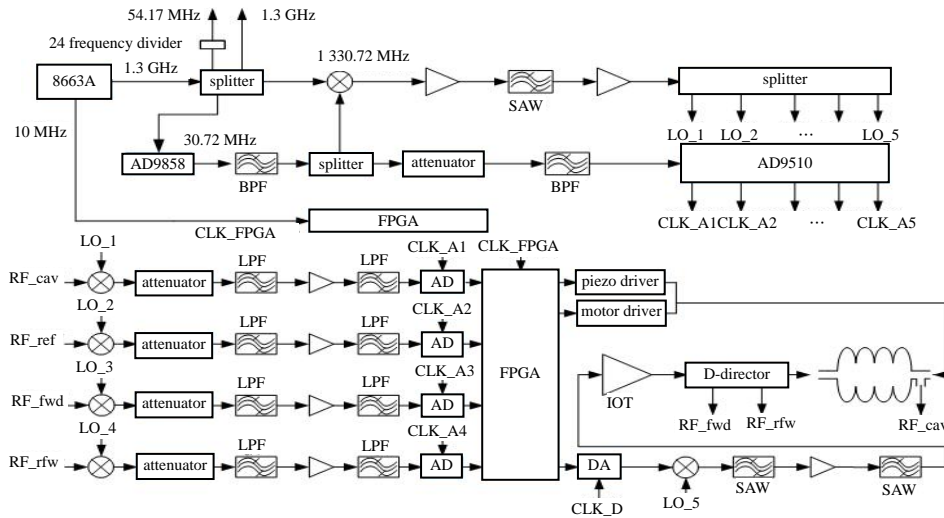 54.17 MHz
1.3 GHz
24 frequency divider
1 330.72 MHz
8663A
1.3 GHz
splitter
SAW
splitter
10 MHz
LO_1 LO_2 ... LO_5
30.72 MHz
AD9858
BPF
splitter
attenuator
BPF
AD9510
CLK_A1 CLK_A2 ... CLK_A5
FPGA
CLK_FPGA
LO_1
CLK_A1
CLK_FPGA
RF_cav
attenuator
LPF
LPF
AD
piezo driver
LO_2
CLK_A2
motor driver
RF_ref
attenuator
LPF
LPF
AD
LO_3
CLK_A3
FPGA
D-director
RF_fwd
attenuator
LPF
LPF
AD
IOT
RF_fwd
RF_rfw
RF_cav
LO_4
CLK_A4
RF_rfw
attenuator
LPF
LPF
AD
DA
SAW
SAW
LO_5
CLK_D